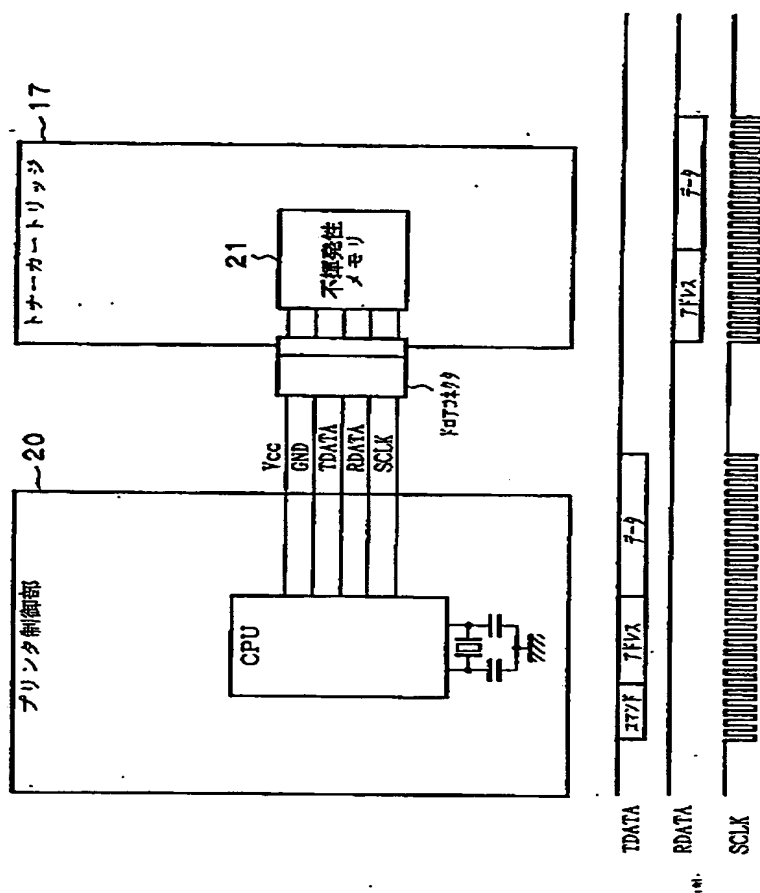 プリンタ制御部
20
CPU
Vcc
GND
TDATA
RDATA
SCLK
ドロアコネクタ
トナーカートリッジ
17
21
不揮発性
メモリ
TDATA
コマンド
アドレス
データ
RDATA
アドレス
データ
SCLK